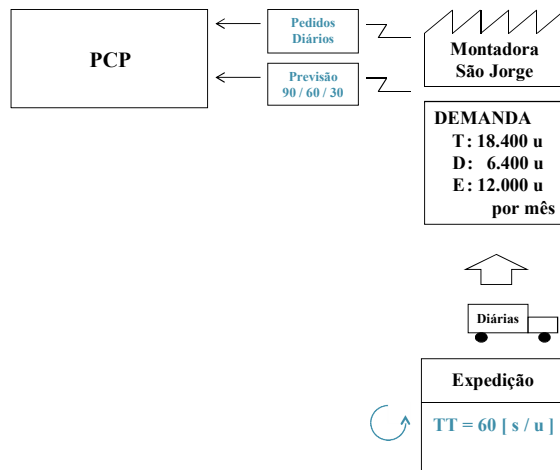 PCP
Pedidos
Diários
Previsão
90 / 60 / 30
Montadora
São Jorge
DEMANDA
T: 18.400 u
D: 6.400 u
E: 12.000 u
por mês
Diárias
Expedição
TT = 60 [ s / u ]